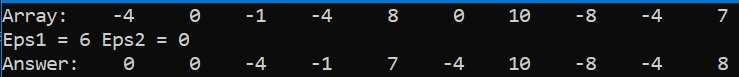 Array: -4 0 -1 -4 8 0 10 -8 -4 7
Eps1 = 6 Eps2 = 0
Answer: 0 0 -4 -1 7 -4 10 -8 -4 8